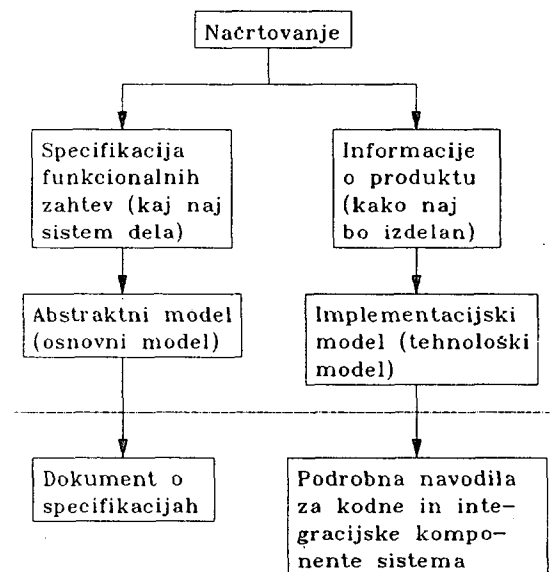 Načrtovanje
Specifikacija
funkcionalnih
zahtev (kaj naj
sistem dela)
Informacije
o produktu
(kako naj
bo izdelan)
Abstraktni model
(osnovni model)
Implementacijski
model (tehnološki
model)
Dokument o
specifikacijah
Podrobna navodila
za kodne in inte-
gracijske kompo-
nente sistema